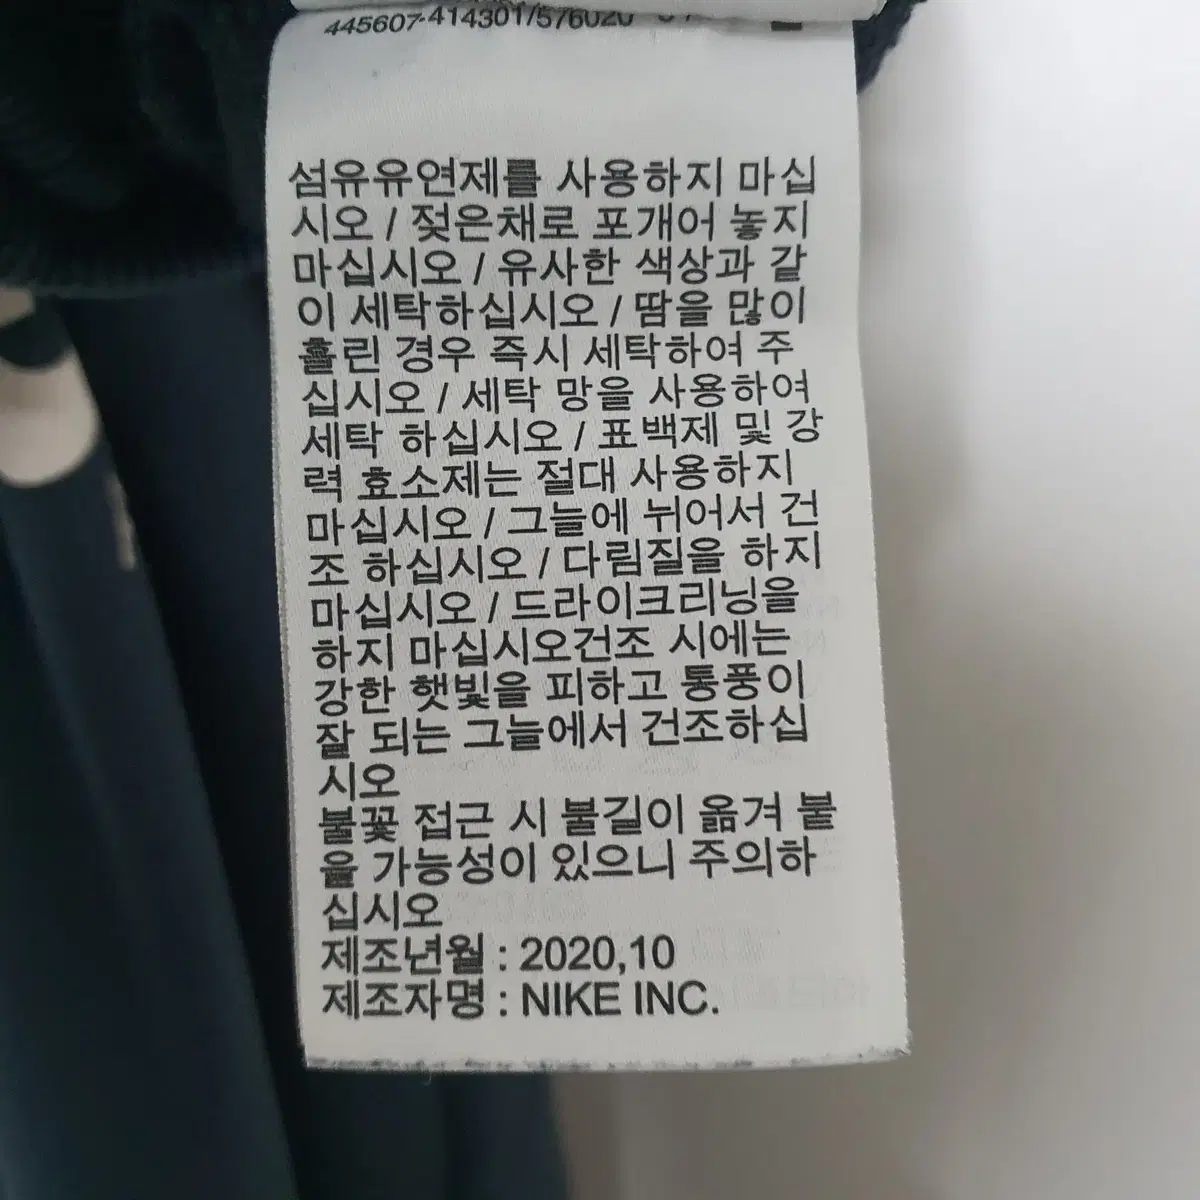 445607-414301/576020
섬유유연제를 사용하지 마십
시오 / 젖은채로 포개어 놓지
마십시오 / 유사한 색상과 같
이 세탁하십시오 / 땀을 많이
흘린 경우 즉시 세탁하여 주
십시오 / 세탁 망을 사용하여
세탁 하십시오 / 표백제 및 강
력 효소제는 절대 사용하지
마십시오 / 그늘에 뉘어서 건
조 하십시오 / 다림질을 하지
마십시오 / 드라이크리닝을
하지 마십시오건조 시에는
강한 햇빛을 피하고 통풍이
잘 되는 그늘에서 건조하십
시오
불꽃 접근 시 불길이 옮겨 붙
을 가능성이 있으니 주의하
십시오
제조년월 : 2020,10
제조자명 : NIKE INC.